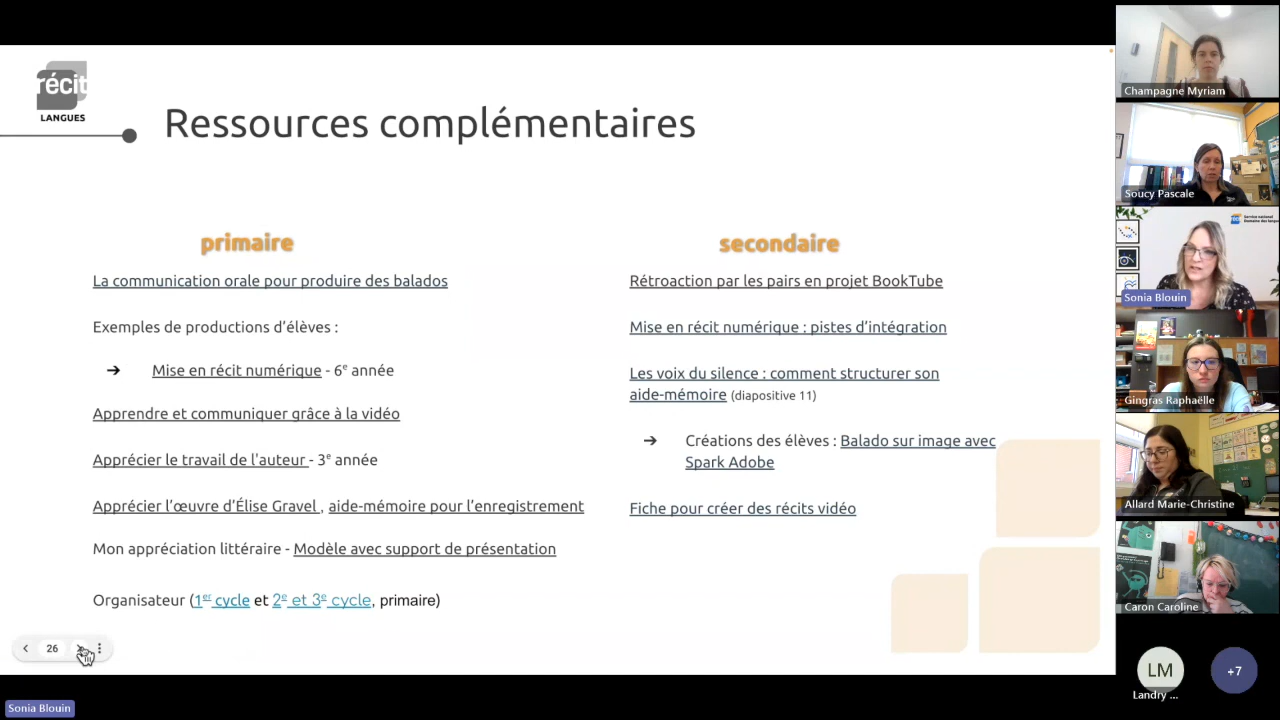 récit
LANGUES
Ressources complémentaires
primaire
La communication orale pour produire des balados
Exemples de productions d'élèves :
➔ Mise en récit numérique - 6e année
Apprendre et communiquer grâce à la vidéo
Apprécier le travail de l'auteur - 3e année
Apprécier l'œuvre d'Élise Gravel , aide-mémoire pour l'enregistrement
Mon appréciation littéraire - Modèle avec support de présentation
Organisateur (1er cycle et 2e et 3e cycle, primaire)
secondaire
Rétroaction par les pairs en projet BookTube
Mise en récit numérique : pistes d'intégration
Les voix du silence : comment structurer son
aide-mémoire (diapositive 11)
➔ Créations des élèves : Balado sur image avec
Spark Adobe
Fiche pour créer des récits vidéo
26
Sonia Blouin
Champagne Myriam
Soucy Pascale
Sonia Blouin
Gingras Raphaëlle
Allard Marie-Christine
Caron Caroline
LM
Landry ...
+7